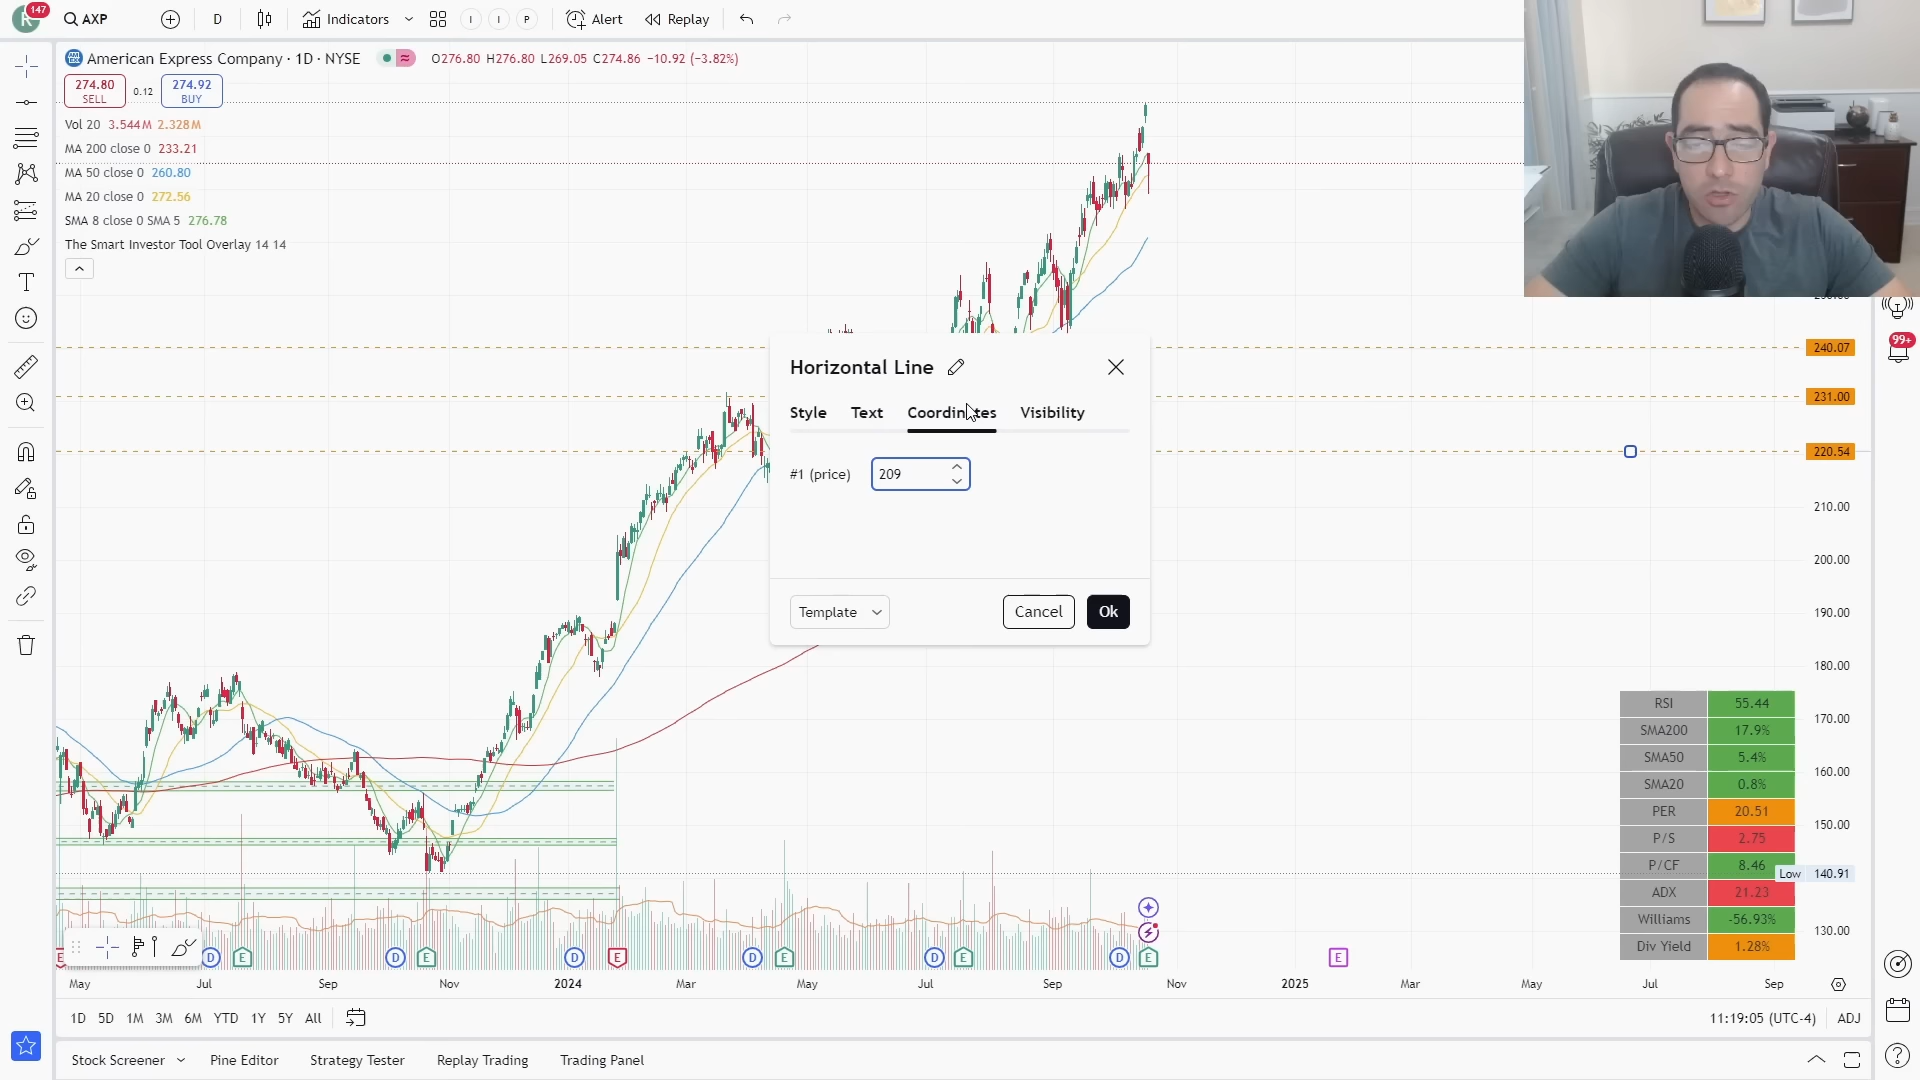 147
R
AXP
D
Indicators
I
I
P
Alert
Replay
American Express Company · 1D · NYSE
O276.80 H276.80 L269.05 C274.86 −10.92 (−3.82%)
274.80
SELL
0.12
274.92
BUY
Vol 20 3.544M 2.328M
MA 200 close 0 233.21
MA 50 close 0 260.80
MA 20 close 0 272.56
SMA 8 close 0 SMA 5 276.78
The Smart Investor Tool Overlay 14 14
99+
240.07
231.00
220.54
210.00
200.00
190.00
180.00
170.00
160.00
150.00
Low 140.91
130.00
Horizontal Line
Style Text Coordinates Visibility
#1 (price) 209
Template Cancel Ok
RSI 55.44
SMA200 17.9%
SMA50 5.4%
SMA20 0.8%
PER 20.51
P/S 2.75
P/CF 8.46
ADX 21.23
Williams -56.93%
Div Yield 1.28%
E D E D E D E D E D E D E E
May Jul Sep Nov 2024 Mar May Jul Sep Nov 2025 Mar May Jul Sep
1D 5D 1M 3M 6M YTD 1Y 5Y All
11:19:05 (UTC-4) ADJ
Stock Screener Pine Editor Strategy Tester Replay Trading Trading Panel